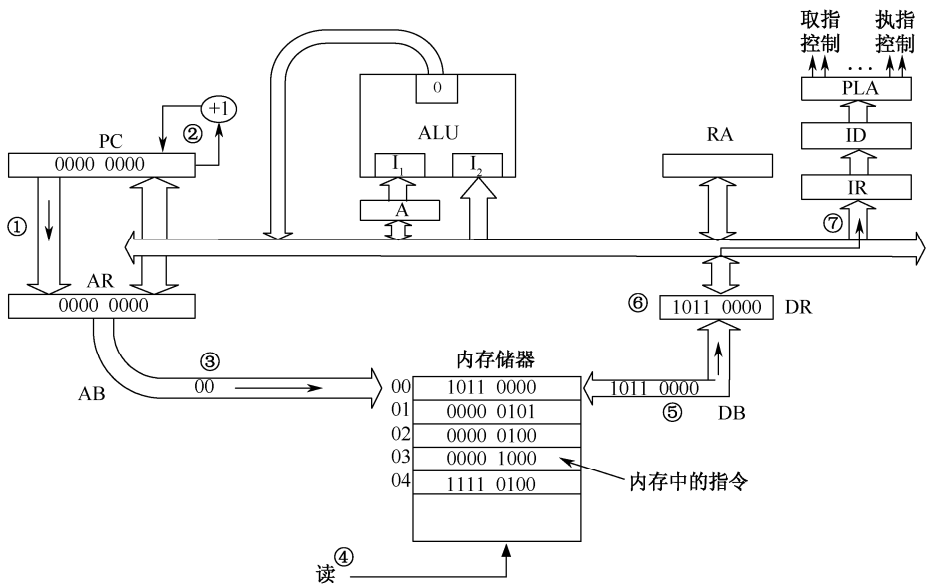 取指 执指
控制 控制
...
PLA
ID
IR
⑦
0
ALU
I1 I2
A
+1
②
PC
0000 0000
①
RA
AR
0000 0000
⑥
1011 0000
DR
③
00
AB
内存储器
00 1011 0000
01 0000 0101
02 0000 0100
03 0000 1000
04 1111 0100
1011 0000
⑤
DB
内存中的指令
④
读